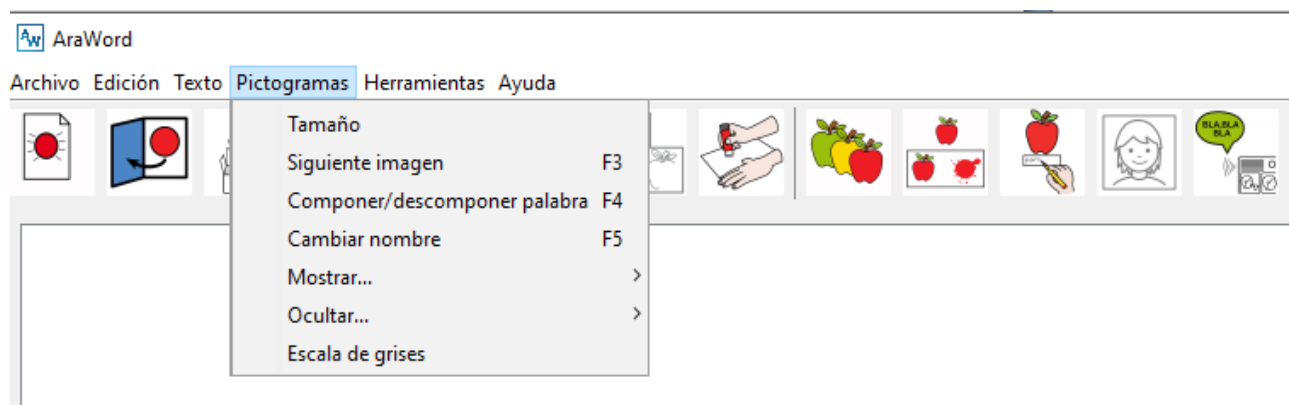 AraWord
Archivo Edición Texto Pictogramas Herramientas Ayuda
BLA,BLA
BLA
Tamaño
Siguiente imagen F3
Componer/descomponer palabra F4
Cambiar nombre F5
Mostrar...
Ocultar...
Escala de grises